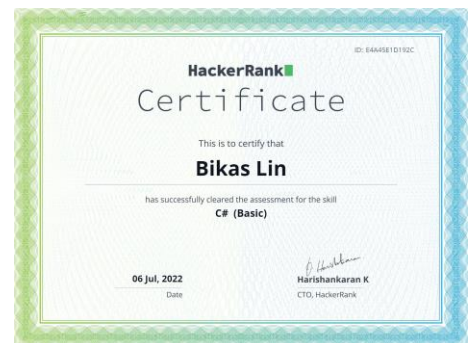 ID: E4A4581D192C
HackerRank
Certificate
This is to certify that
Bikas Lin
has successfully cleared the assessment for the skill
C# (Basic)
06 Jul, 2022
Harishankaran K
Date
CTO, HackerRank